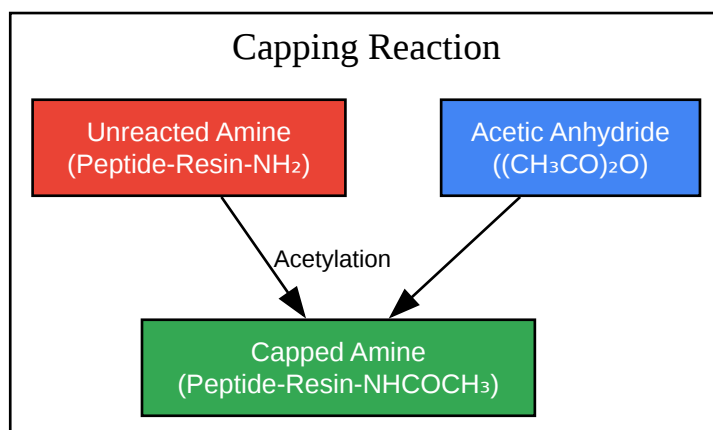 Capping Reaction
Unreacted Amine
(Peptide-Resin-NH₂)
Acetic Anhydride
((CH₃CO)₂O)
Acetylation
Capped Amine
(Peptide-Resin-NHCOCH₃)